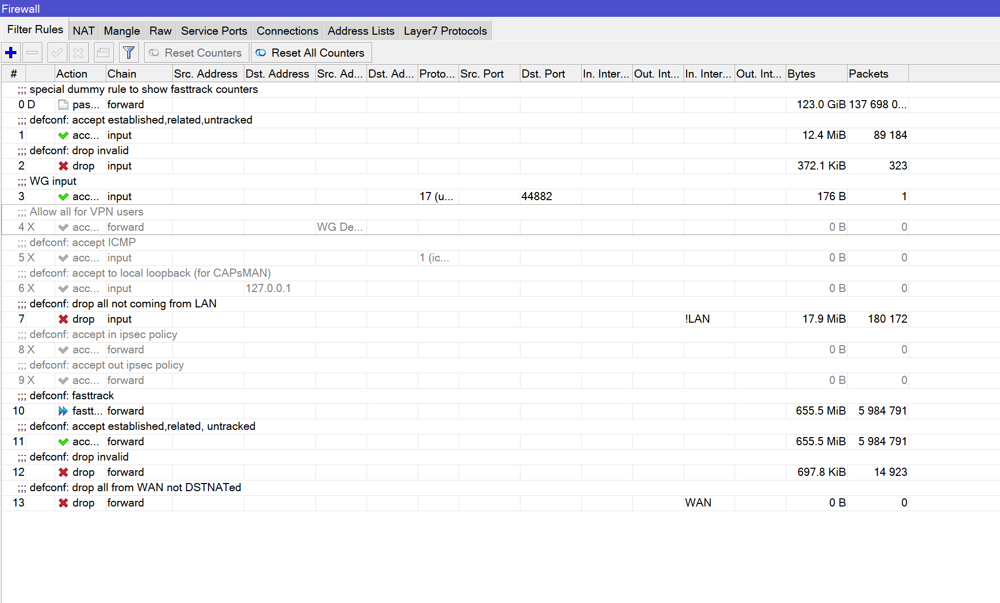 Firewall
Filter Rules NAT Mangle Raw Service Ports Connections Address Lists Layer7 Protocols
Reset Counters Reset All Counters
# Action Chain Src. Address Dst. Address Src. Ad... Dst. Ad... Proto... Src. Port Dst. Port In. Inter... Out. Int... In. Inter... Out. Int... Bytes Packets
;;; special dummy rule to show fasttrack counters
0 D pas... forward 123.0 GiB 137 698 0...
;;; defconf: accept established,related,untracked
1 acc... input 12.4 MiB 89 184
;;; defconf: drop invalid
2 drop input 372.1 KiB 323
;;; WG input
3 acc... input 17 (u... 44882 176 B 1
;;; Allow all for VPN users
4 X acc... forward WG De... 0 B 0
;;; defconf: accept ICMP
5 X acc... input 1 (ic... 0 B 0
;;; defconf: accept to local loopback (for CAPsMAN)
6 X acc... input 127.0.0.1 0 B 0
;;; defconf: drop all not coming from LAN
7 drop input !LAN 17.9 MiB 180 172
;;; defconf: accept in ipsec policy
8 X acc... forward 0 B 0
;;; defconf: accept out ipsec policy
9 X acc... forward 0 B 0
;;; defconf: fasttrack
10 fastt... forward 655.5 MiB 5 984 791
;;; defconf: accept established,related, untracked
11 acc... forward 655.5 MiB 5 984 791
;;; defconf: drop invalid
12 drop forward 697.8 KiB 14 923
;;; defconf: drop all from WAN not DSTNATed
13 drop forward WAN 0 B 0